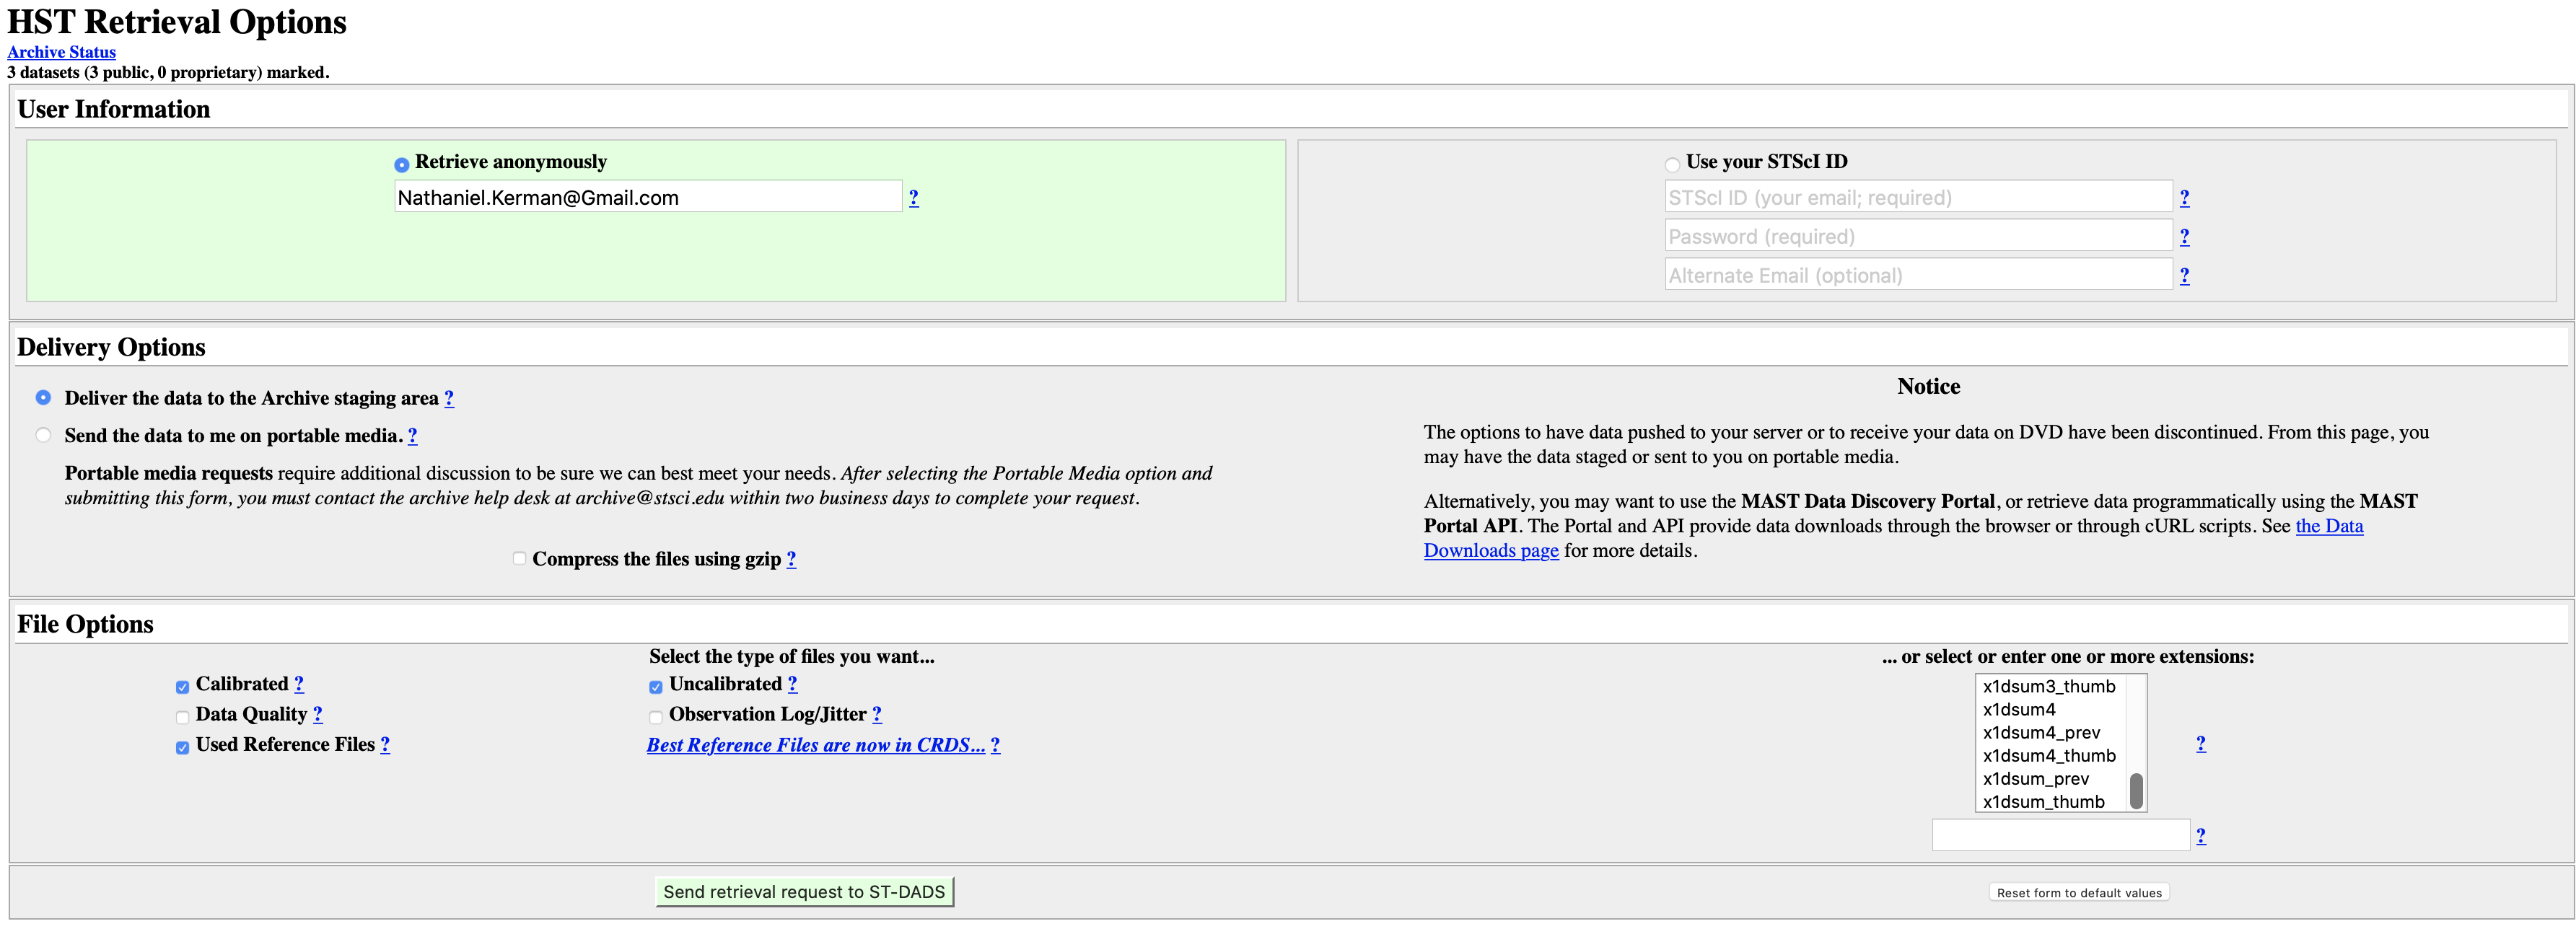 HST Retrieval Options
Archive Status
3 datasets (3 public, 0 proprietary) marked.
User Information
Retrieve anonymously
Nathaniel.Kerman@Gmail.com ?
Use your STScI ID
STScI ID (your email; required) ?
Password (required) ?
Alternate Email (optional) ?
Delivery Options
Deliver the data to the Archive staging area ?
Send the data to me on portable media. ?
Portable media requests require additional discussion to be sure we can best meet your needs. After selecting the Portable Media option and
submitting this form, you must contact the archive help desk at archive@stsci.edu within two business days to complete your request.
Compress the files using gzip ?
Notice
The options to have data pushed to your server or to receive your data on DVD have been discontinued. From this page, you
may have the data staged or sent to you on portable media.
Alternatively, you may want to use the MAST Data Discovery Portal, or retrieve data programmatically using the MAST
Portal API. The Portal and API provide data downloads through the browser or through cURL scripts. See the Data
Downloads page for more details.
File Options
Select the type of files you want...
Calibrated ?
Uncalibrated ?
Data Quality ?
Observation Log/Jitter ?
Used Reference Files ?
Best Reference Files are now in CRDS... ?
... or select or enter one or more extensions:
x1dsum3_thumb
x1dsum4
x1dsum4_prev
x1dsum4_thumb
x1dsum_prev
x1dsum_thumb
?
?
Send retrieval request to ST-DADS
Reset form to default values